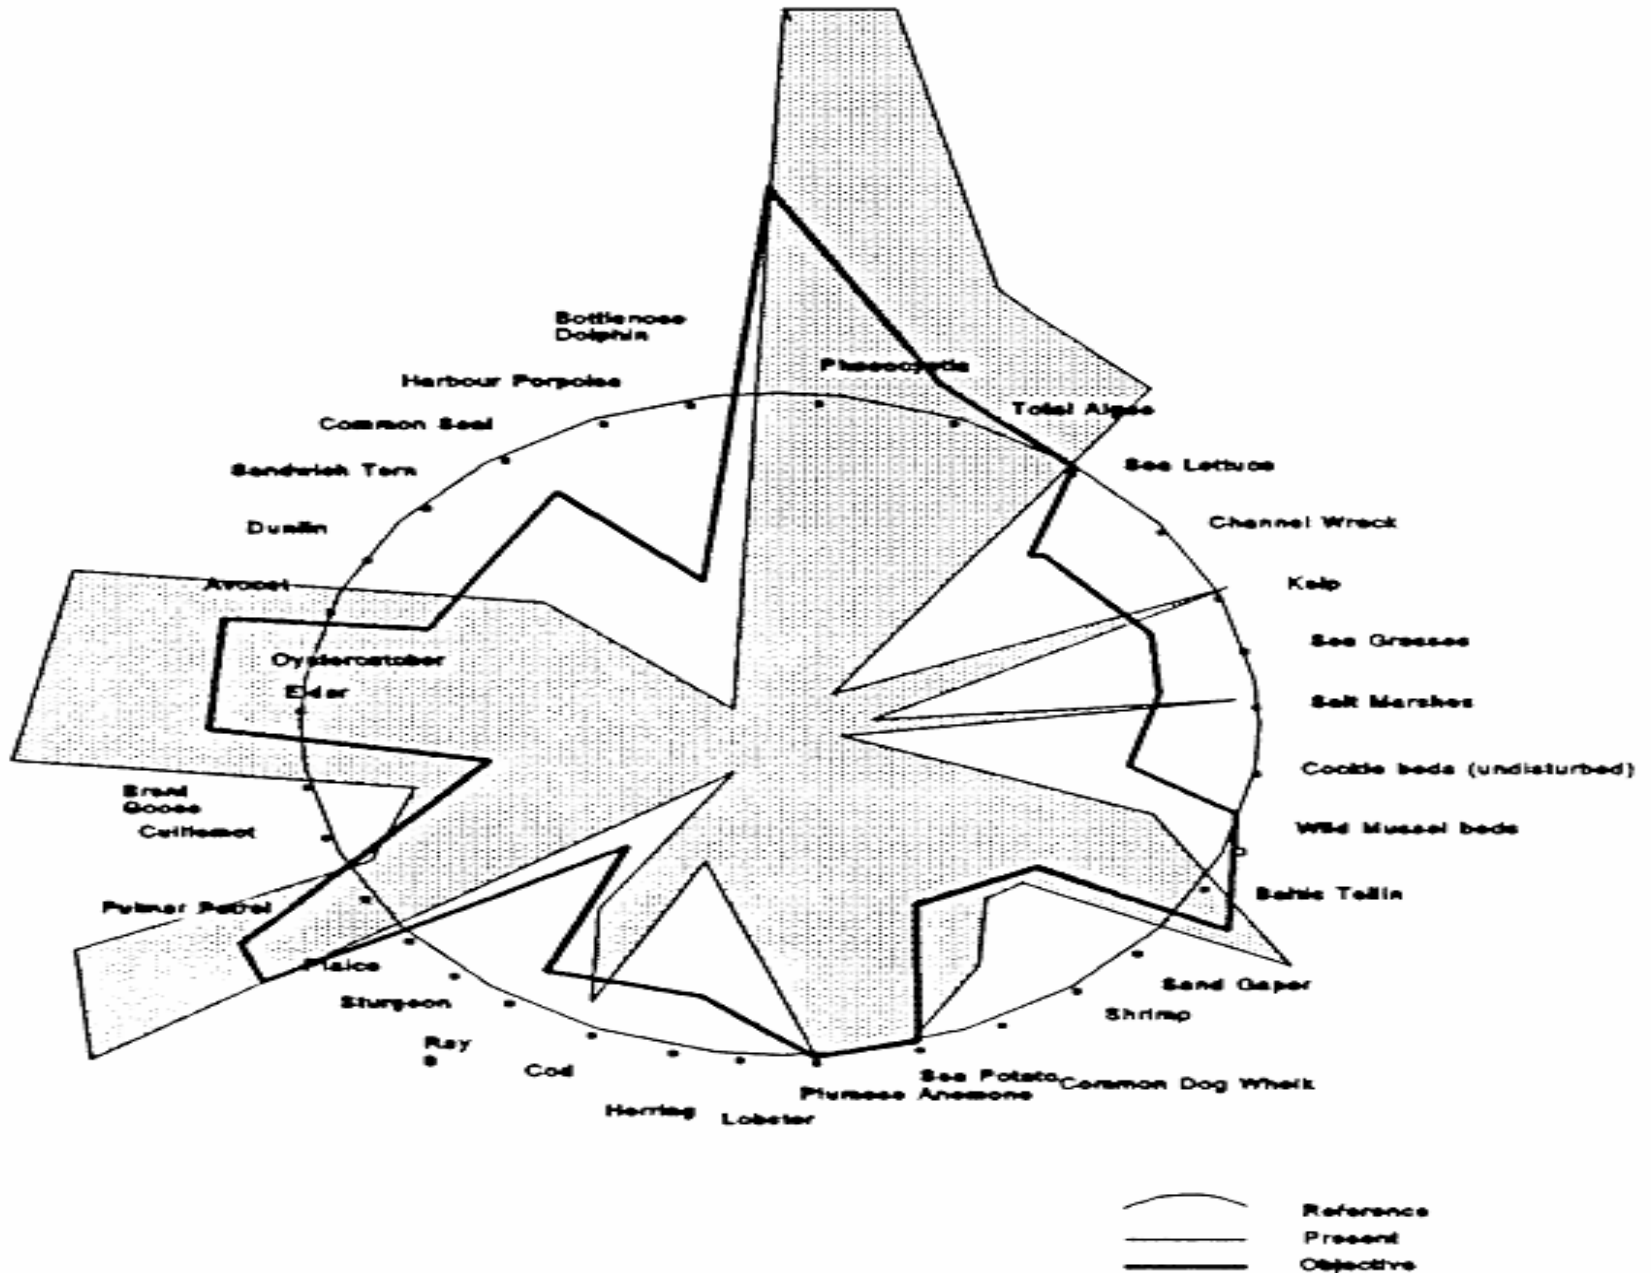 Bottlenose
Dolphin
Harbour Porpoise
Phaeocystis
Common Seal
Total Algae
Sandwich Tern
Sea Lettuce
Dunlin
Channel Wrack
Avocet
Kelp
Sea Grasses
Oystercatcher
Eider
Salt Marshes
Cockle beds (undisturbed)
Brent
Goose
Wild Mussel beds
Guillemot
Baltic Tellin
Fulmar Petrel
Plaice
Sand Gaper
Sturgeon
Shrimp
Ray
Cod
Sea Potato
Common Dog Whelk
Plumose Anemone
Herring
Lobster
Reference
Present
Objective